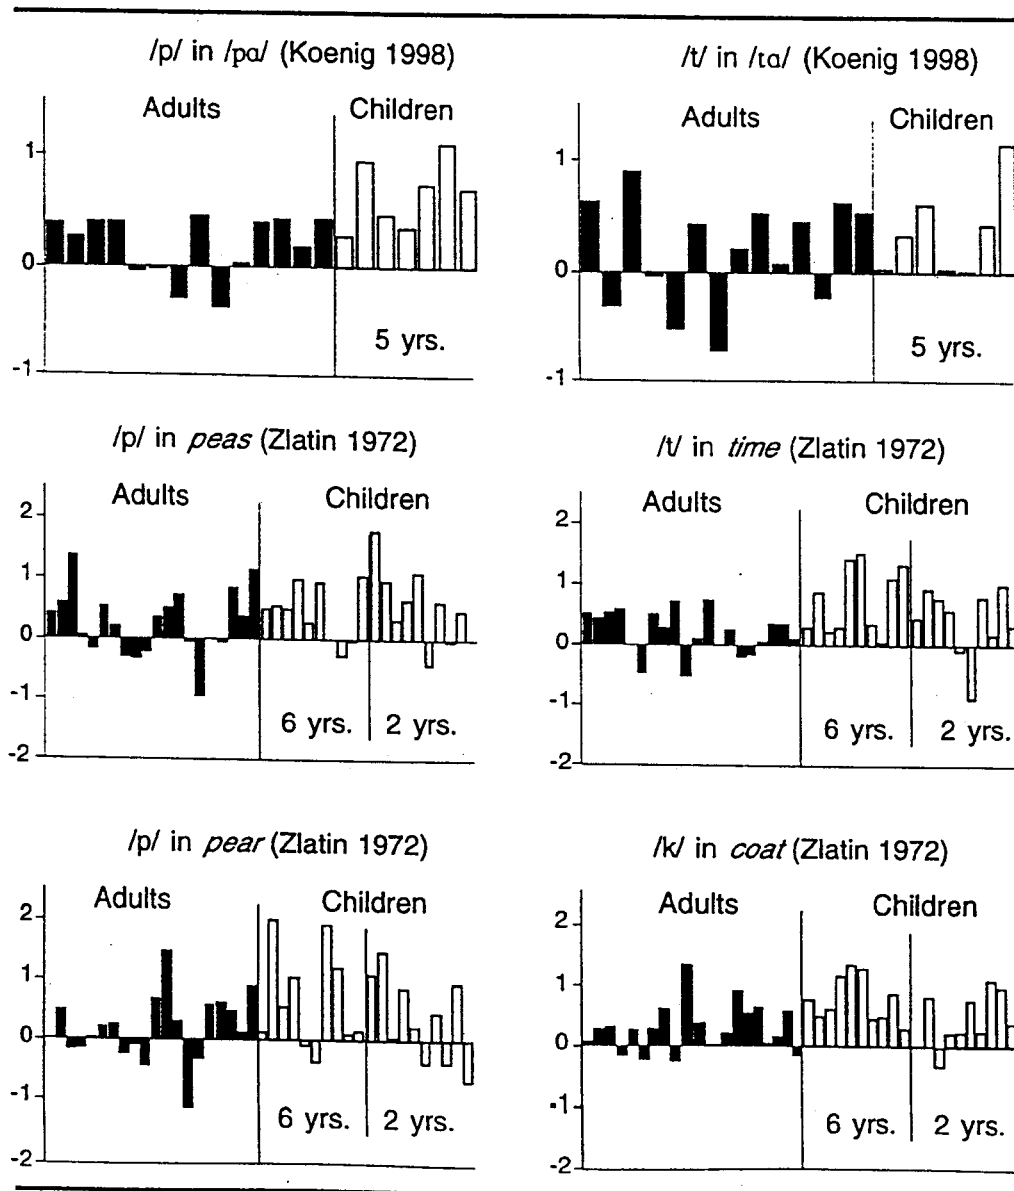 /p/ in /pɑ/ (Koenig 1998)
Adults
Children
1
0
-1
5 yrs.
/t/ in /tɑ/ (Koenig 1998)
Adults
Children
1
0
-1
5 yrs.
/p/ in peas (Zlatin 1972)
Adults
Children
2
1
0
-1
-2
6 yrs.
2 yrs.
/t/ in time (Zlatin 1972)
Adults
Children
2
1
0
-1
-2
6 yrs.
2 yrs.
/p/ in pear (Zlatin 1972)
Adults
Children
2
1
0
-1
-2
6 yrs.
2 yrs.
/k/ in coat (Zlatin 1972)
Adults
Children
2
1
0
-1
-2
6 yrs.
2 yrs.